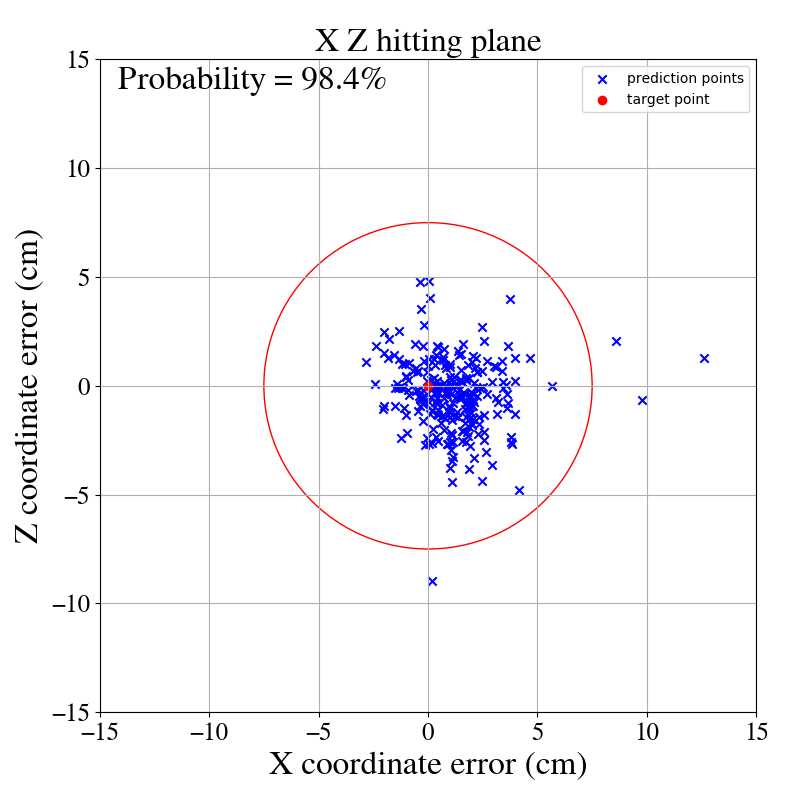 X Z hitting plane
Probability = 98.4%
prediction points
target point
Z coordinate error (cm)
15
10
5
0
−5
−10
−15
−15
−10
−5
0
5
10
15
X coordinate error (cm)